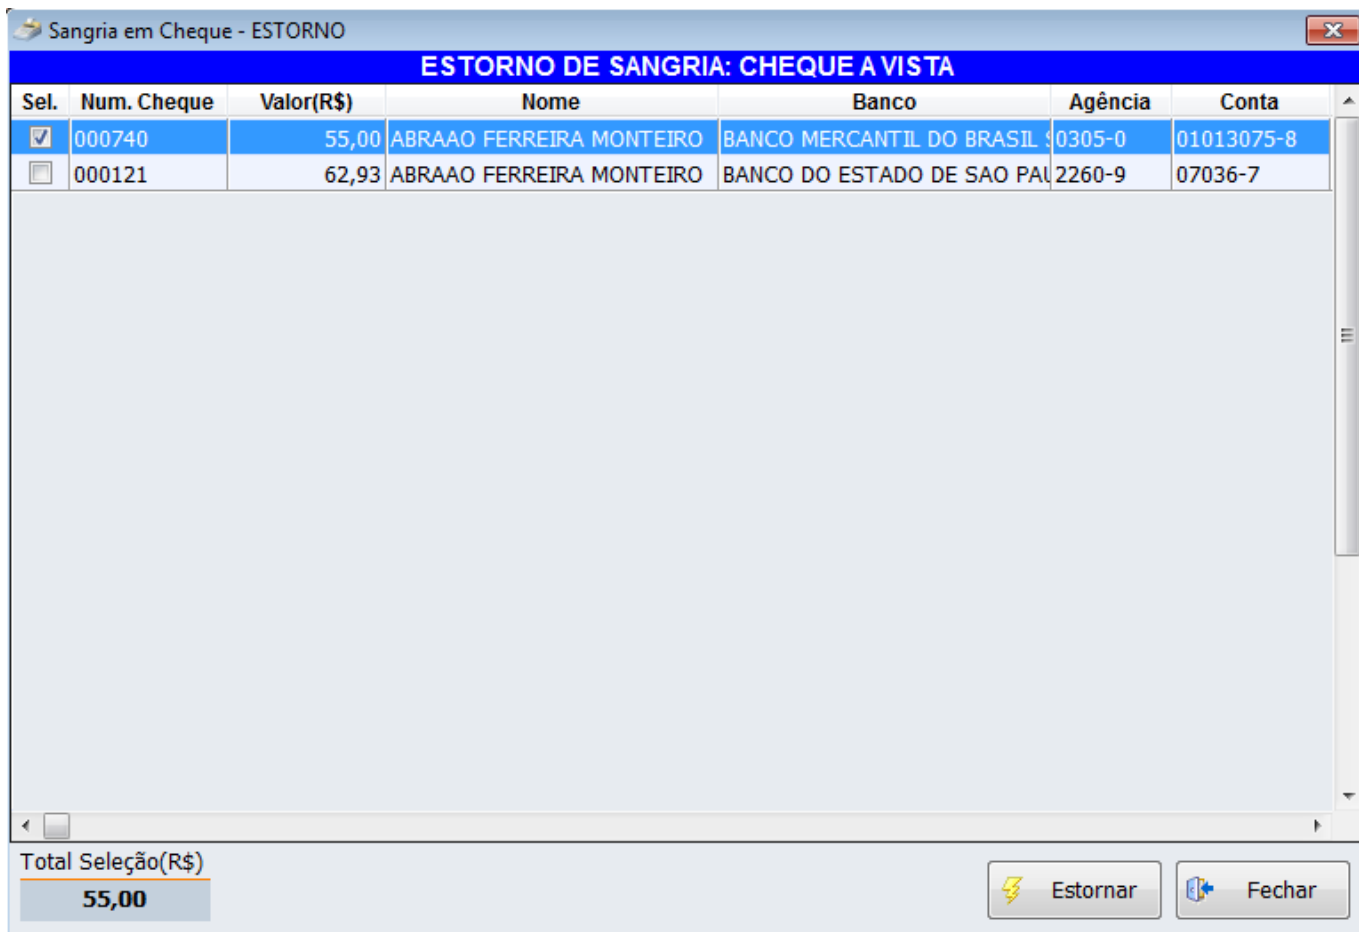 Sangria em Cheque - ESTORNO
ESTORNO DE SANGRIA: CHEQUE A VISTA
Sel. Num. Cheque Valor(R$) Nome Banco Agência Conta
000740 55,00 ABRAAO FERREIRA MONTEIRO BANCO MERCANTIL DO BRASIL 0305-0 01013075-8
000121 62,93 ABRAAO FERREIRA MONTEIRO BANCO DO ESTADO DE SAO PAU 2260-9 07036-7
Total Seleção(R$)
55,00
Estornar Fechar